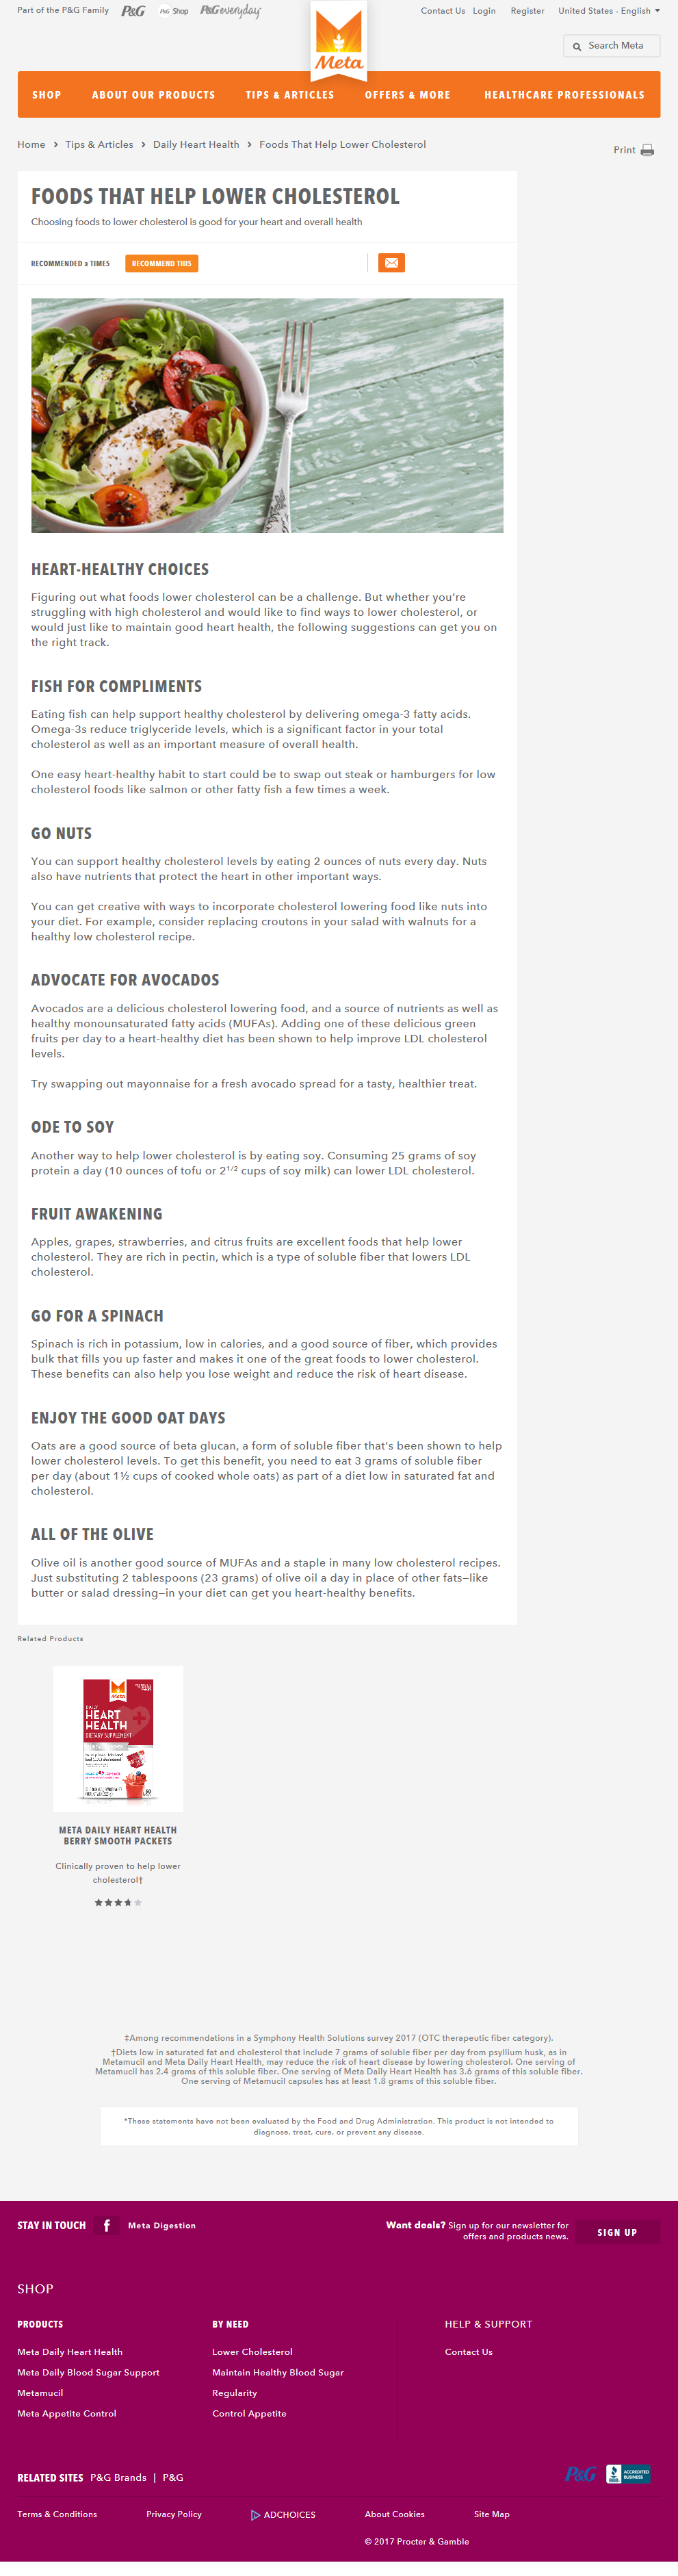 Part of the P&G Family P&G P&G Shop P&G everyday
Contact Us Login Register United States - English
Meta
Search Meta
SHOP ABOUT OUR PRODUCTS TIPS & ARTICLES OFFERS & MORE HEALTHCARE PROFESSIONALS
Home > Tips & Articles > Daily Heart Health > Foods That Help Lower Cholesterol
Print
FOODS THAT HELP LOWER CHOLESTEROL
Choosing foods to lower cholesterol is good for your heart and overall health
RECOMMENDED 2 TIMES RECOMMEND THIS
HEART-HEALTHY CHOICES
Figuring out what foods lower cholesterol can be a challenge. But whether you're
struggling with high cholesterol and would like to find ways to lower cholesterol, or
would just like to maintain good heart health, the following suggestions can get you on
the right track.
FISH FOR COMPLIMENTS
Eating fish can help support healthy cholesterol by delivering omega-3 fatty acids.
Omega-3s reduce triglyceride levels, which is a significant factor in your total
cholesterol as well as an important measure of overall health.
One easy heart-healthy habit to start could be to swap out steak or hamburgers for low
cholesterol foods like salmon or other fatty fish a few times a week.
GO NUTS
You can support healthy cholesterol levels by eating 2 ounces of nuts every day. Nuts
also have nutrients that protect the heart in other important ways.
You can get creative with ways to incorporate cholesterol lowering food like nuts into
your diet. For example, consider replacing croutons in your salad with walnuts for a
healthy low cholesterol recipe.
ADVOCATE FOR AVOCADOS
Avocados are a delicious cholesterol lowering food, and a source of nutrients as well as
healthy monounsaturated fatty acids (MUFAs). Adding one of these delicious green
fruits per day to a heart-healthy diet has been shown to help improve LDL cholesterol
levels.
Try swapping out mayonnaise for a fresh avocado spread for a tasty, healthier treat.
ODE TO SOY
Another way to help lower cholesterol is by eating soy. Consuming 25 grams of soy
protein a day (10 ounces of tofu or 2 1/2 cups of soy milk) can lower LDL cholesterol.
FRUIT AWAKENING
Apples, grapes, strawberries, and citrus fruits are excellent foods that help lower
cholesterol. They are rich in pectin, which is a type of soluble fiber that lowers LDL
cholesterol.
GO FOR A SPINACH
Spinach is rich in potassium, low in calories, and a good source of fiber, which provides
bulk that fills you up faster and makes it one of the great foods to lower cholesterol.
These benefits can also help you lose weight and reduce the risk of heart disease.
ENJOY THE GOOD OAT DAYS
Oats are a good source of beta glucan, a form of soluble fiber that's been shown to help
lower cholesterol levels. To get this benefit, you need to eat 3 grams of soluble fiber
per day (about 1½ cups of cooked whole oats) as part of a diet low in saturated fat and
cholesterol.
ALL OF THE OLIVE
Olive oil is another good source of MUFAs and a staple in many low cholesterol recipes.
Just substituting 2 tablespoons (23 grams) of olive oil a day in place of other fats—like
butter or salad dressing—in your diet can get you heart-healthy benefits.
Related Products
Meta
DAILY
HEART
HEALTH
DIETARY SUPPLEMENT
META DAILY HEART HEALTH
BERRY SMOOTH PACKETS
Clinically proven to help lower
cholesterol†
‡Among recommendations in a Symphony Health Solutions survey 2017 (OTC therapeutic fiber category).
†Diets low in saturated fat and cholesterol that include 7 grams of soluble fiber per day from psyllium husk, as in
Metamucil and Meta Daily Heart Health, may reduce the risk of heart disease by lowering cholesterol. One serving of
Metamucil has 2.4 grams of this soluble fiber. One serving of Meta Daily Heart Health has 3.6 grams of this soluble fiber.
One serving of Metamucil capsules has at least 1.8 grams of this soluble fiber.
*These statements have not been evaluated by the Food and Drug Administration. This product is not intended to
diagnose, treat, cure, or prevent any disease.
STAY IN TOUCH f Meta Digestion
Want deals? Sign up for our newsletter for
offers and products news.
SIGN UP
SHOP
PRODUCTS
Meta Daily Heart Health
Meta Daily Blood Sugar Support
Metamucil
Meta Appetite Control
BY NEED
Lower Cholesterol
Maintain Healthy Blood Sugar
Regularity
Control Appetite
HELP & SUPPORT
Contact Us
RELATED SITES P&G Brands | P&G
P&G
BBB ACCREDITED
BUSINESS
Terms & Conditions Privacy Policy ADCHOICES About Cookies Site Map
© 2017 Procter & Gamble